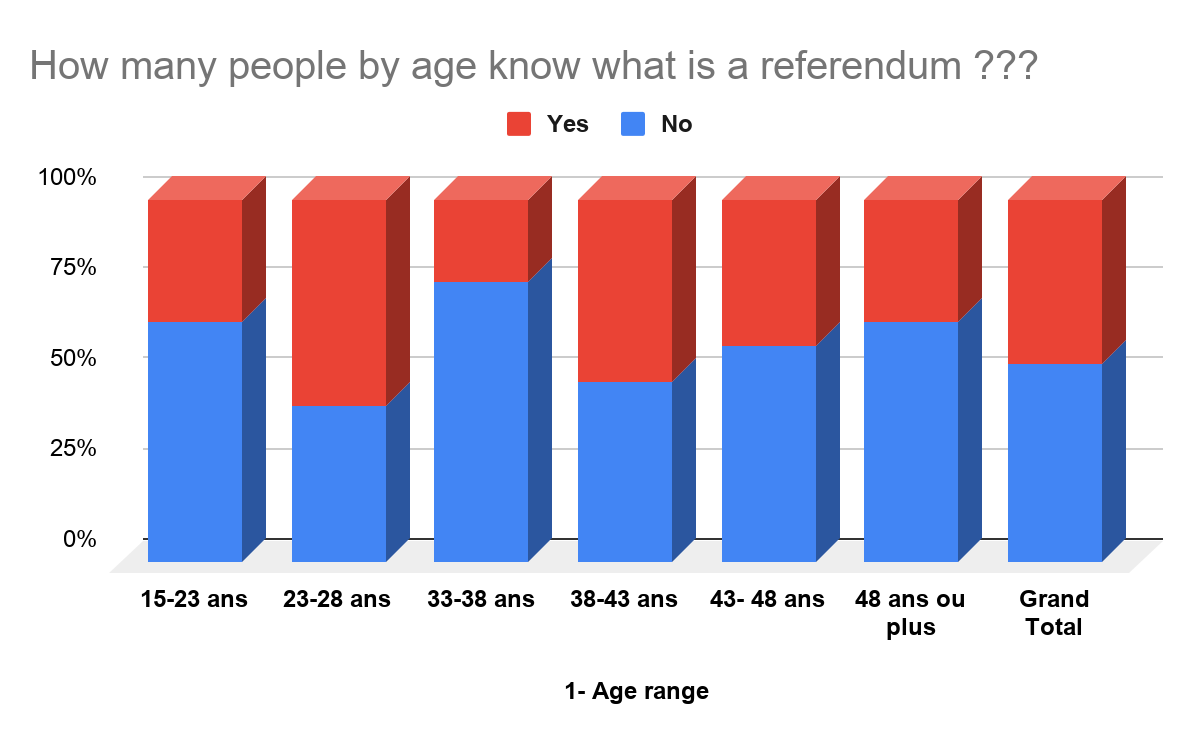 How many people by age know what is a referendum ???
Yes No
100%
75%
50%
25%
0%
15-23 ans 23-28 ans 33-38 ans 38-43 ans 43- 48 ans 48 ans ou plus Grand Total
1- Age range